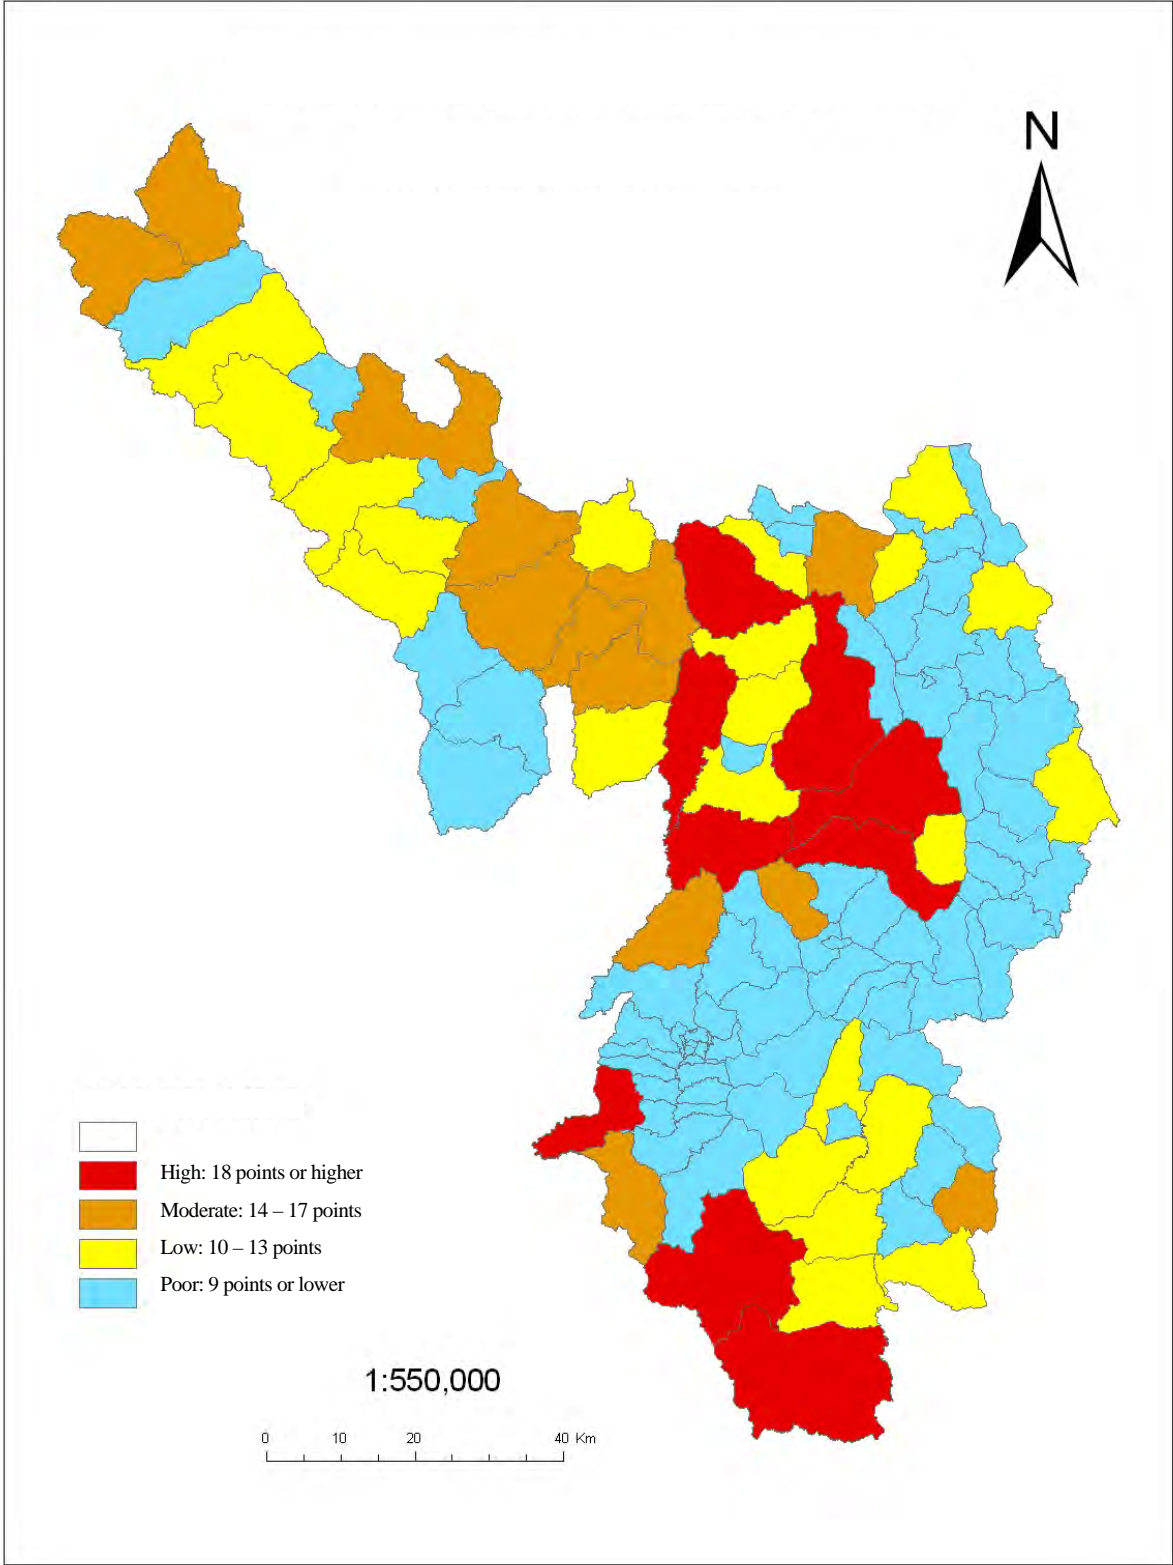 N
High: 18 points or higher
Moderate: 14 – 17 points
Low: 10 – 13 points
Poor: 9 points or lower
1:550,000
0 10 20 40 Km